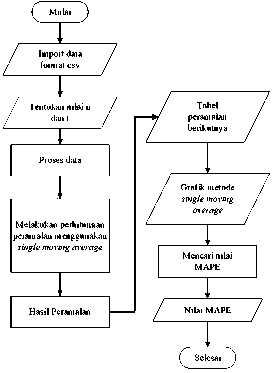 Mulai
Import data
format csv
Tentukan nilai n
dan t
Proses data
Melakukan perhitungan
peramalan menggunakan
single moving average
Hasil Peramalan
Tabel
peramalan
berikutnya
Grafik metode
single moving
average
Mencari nilai
MAPE
Nilai MAPE
Selesai